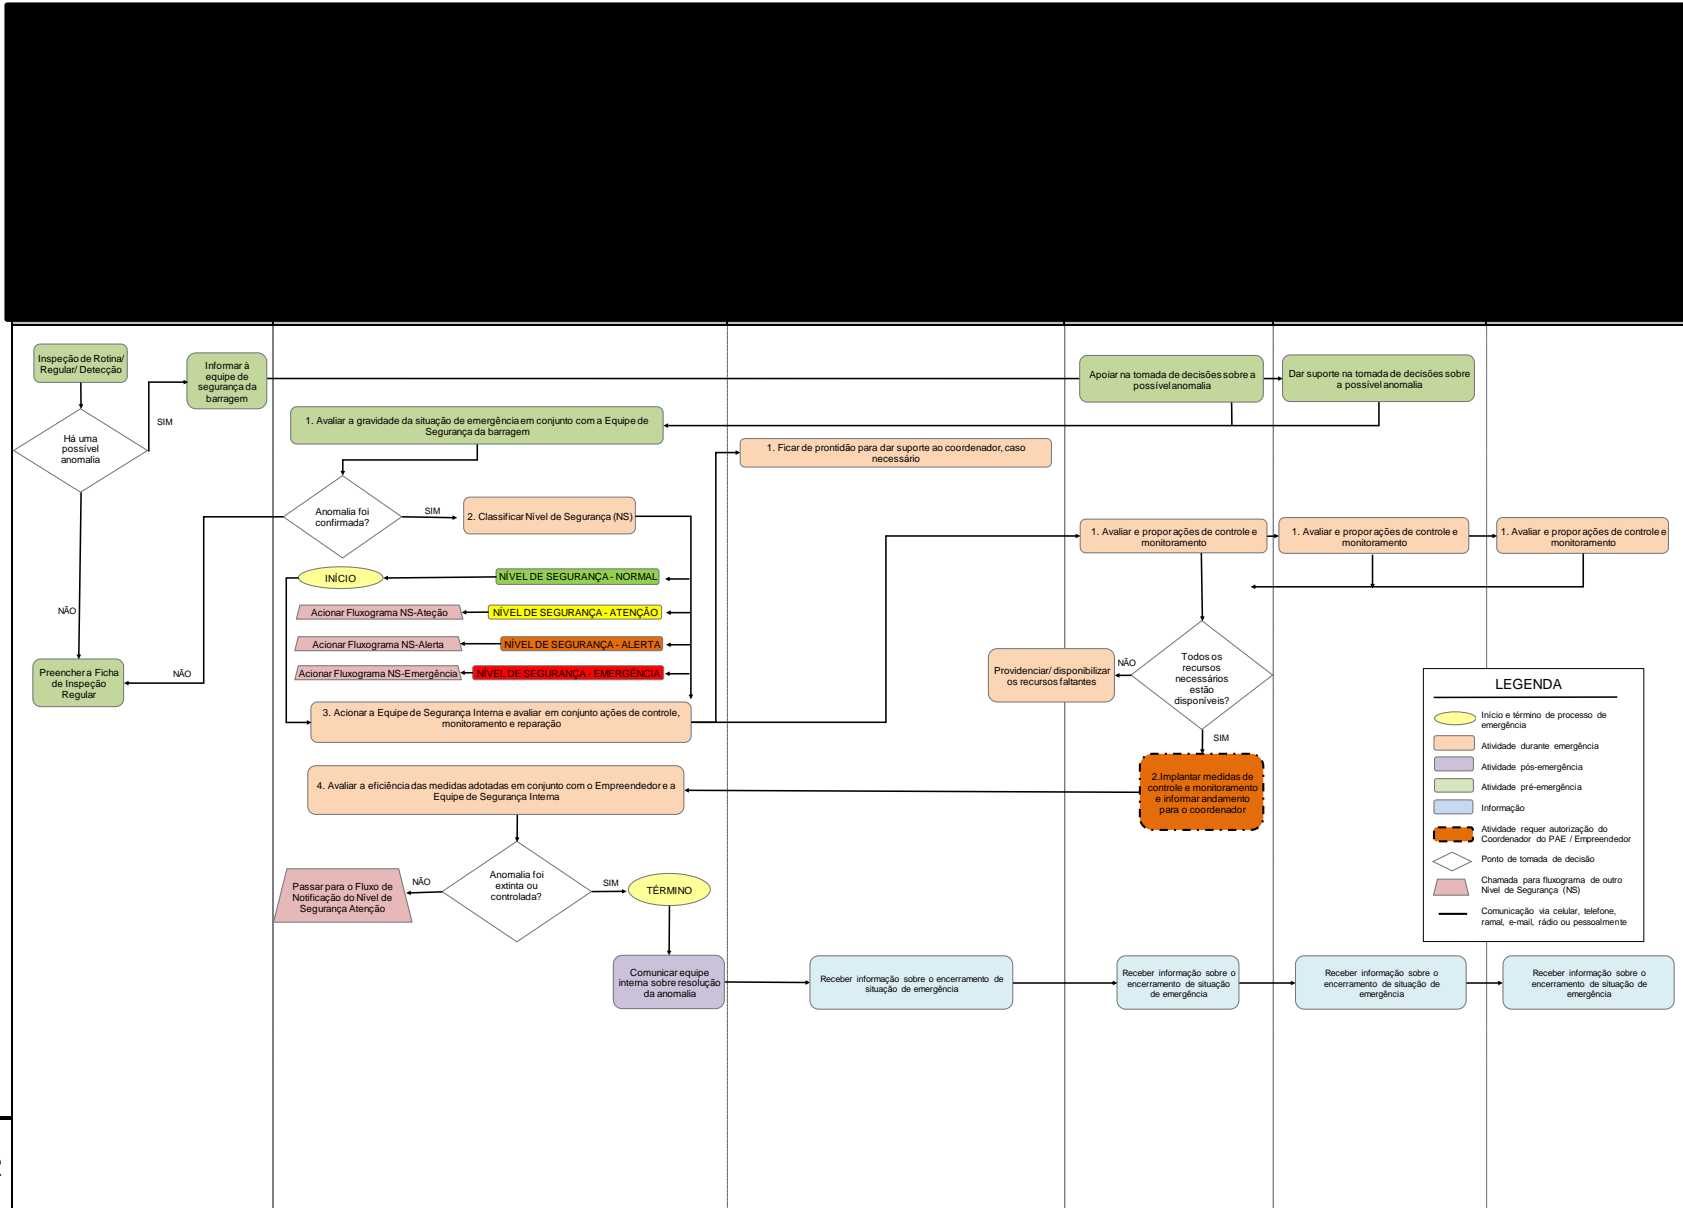 Inspeção de Rotina/
Regular/ Detecção
Informar à
equipe de
segurança da
barragem
SIM
Há uma
possível
anomalia
NÃO
Preencher a Ficha
de Inspeção
Regular
Apoiar na tomada de decisões sobre a
possível anomalia
Dar suporte na tomada de decisões sobre
a possível anomalia
1. Avaliar a gravidade da situação de emergência em conjunto com a Equipe de
Segurança da barragem
1. Ficar de prontidão para dar suporte ao coordenador, caso
necessário
Anomalia foi
confirmada?
SIM
NÃO
2. Classificar Nível de Segurança (NS)
INÍCIO
NÍVEL DE SEGURANÇA - NORMAL
Acionar Fluxograma NS-Ateção
NÍVEL DE SEGURANÇA - ATENÇÃO
Acionar Fluxograma NS-Alerta
NÍVEL DE SEGURANÇA - ALERTA
Acionar Fluxograma NS-Emergência
NÍVEL DE SEGURANÇA - EMERGÊNCIA
3. Acionar a Equipe de Segurança Interna e avaliar em conjunto ações de controle,
monitoramento e reparação
1. Avaliar e propor ações de controle e
monitoramento
1. Avaliar e propor ações de controle e
monitoramento
1. Avaliar e propor ações de controle e
monitoramento
Todos os
recursos
necessários
estão
disponíveis?
NÃO
Providenciar/ disponibilizar
os recursos faltantes
SIM
2.Implantar medidas de
controle e monitoramento
e informar andamento
para o coordenador
4. Avaliar a eficiência das medidas adotadas em conjunto com o Empreendedor e a
Equipe de Segurança Interna
Anomalia foi
extinta ou
controlada?
NÃO
Passar para o Fluxo de
Notificação do Nível de
Segurança Atenção
SIM
TÉRMINO
Comunicar equipe
interna sobre resolução
da anomalia
Receber informação sobre o encerramento de
situação de emergência
Receber informação sobre o
encerramento de situação
de emergência
Receber informação sobre o
encerramento de situação de
emergência
Receber informação sobre o
encerramento de situação de
emergência
LEGENDA
Início e término de processo de
emergência
Atividade durante emergência
Atividade pós-emergência
Atividade pré-emergência
Informação
Atividade requer autorização do
Coordenador do PAE / Empreendedor
Ponto de tomada de decisão
Chamada para fluxograma de outro
Nível de Segurança (NS)
Comunicação via celular, telefone,
ramal, e-mail, rádio ou pessoalmente